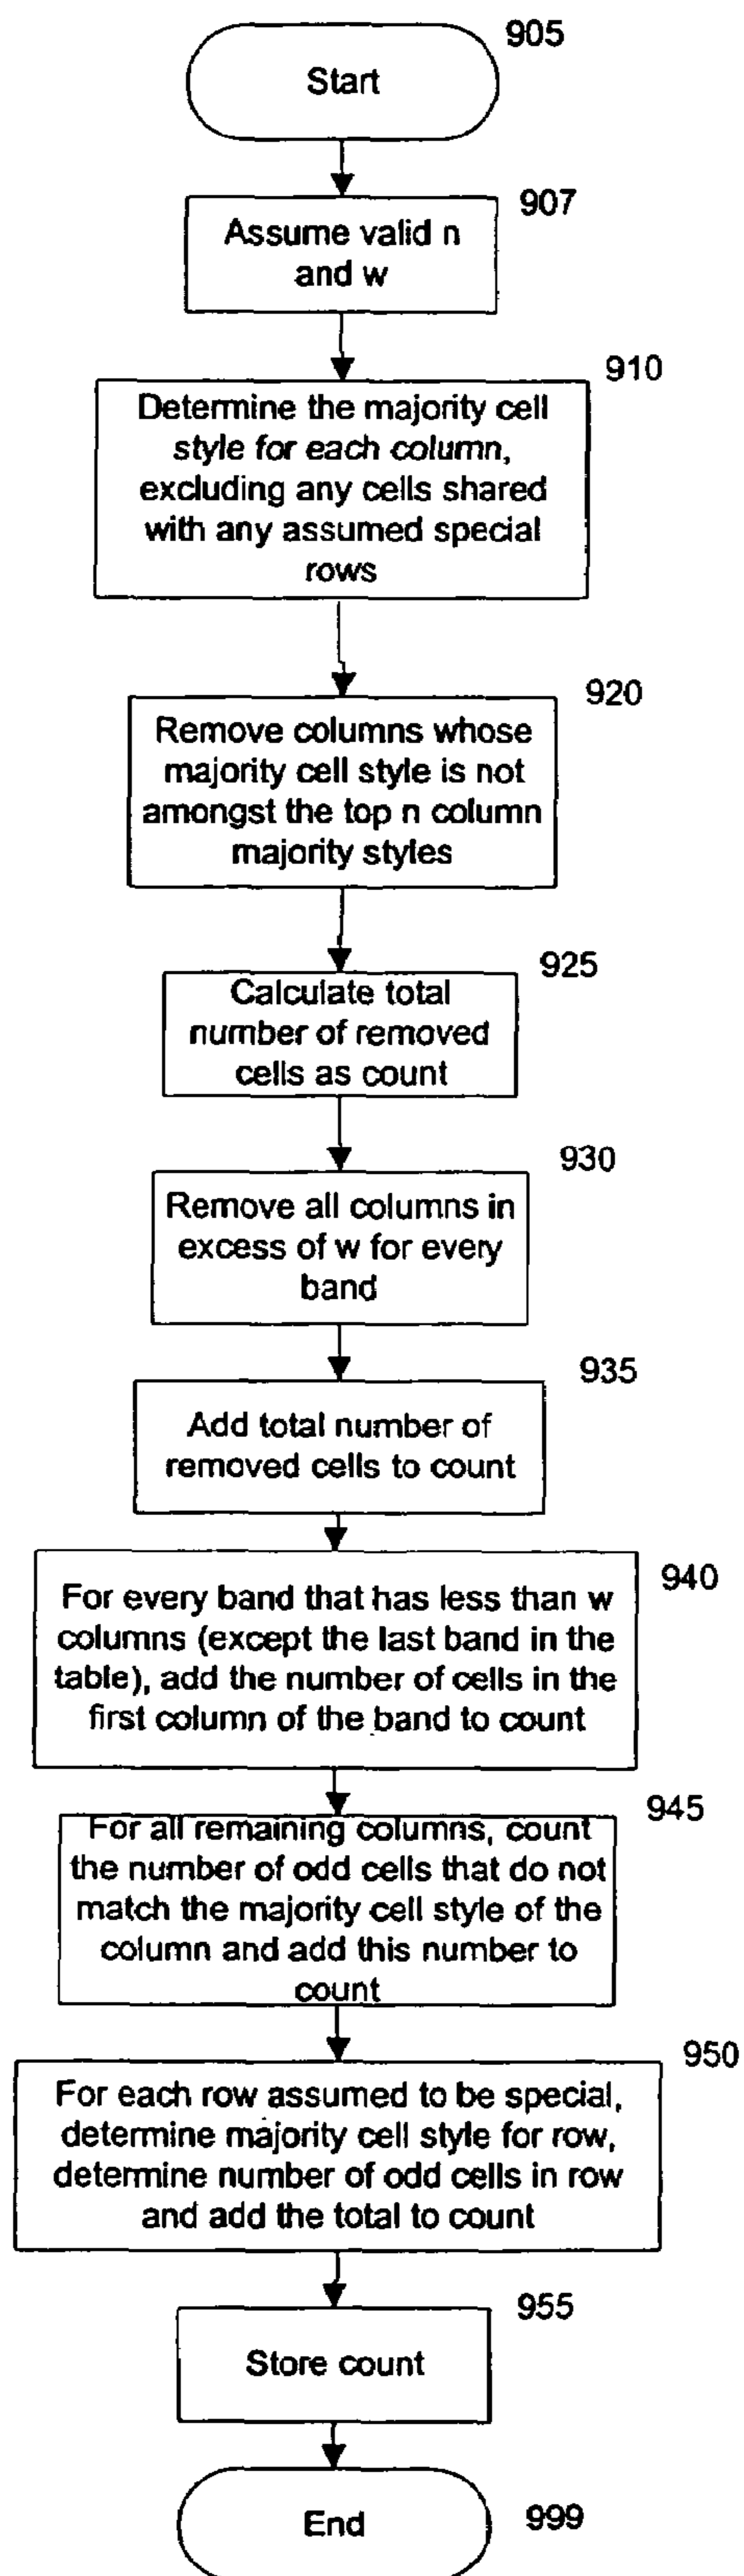 905
Start
907
Assume valid n
and w
910
Determine the majority cell
style for each column,
excluding any cells shared
with any assumed special
rows
920
Remove columns whose
majority cell style is not
amongst the top n column
majority styles
925
Calculate total
number of removed
cells as count
930
Remove all columns in
excess of w for every
band
935
Add total number of
removed cells to count
940
For every band that has less than w
columns (except the last band in the
table), add the number of cells in the
first column of the band to count
945
For all remaining columns, count
the number of odd cells that do not
match the majority cell style of the
column and add this number to
count
950
For each row assumed to be special,
determine majority cell style for row,
determine number of odd cells in row
and add the total to count
955
Store count
End
999